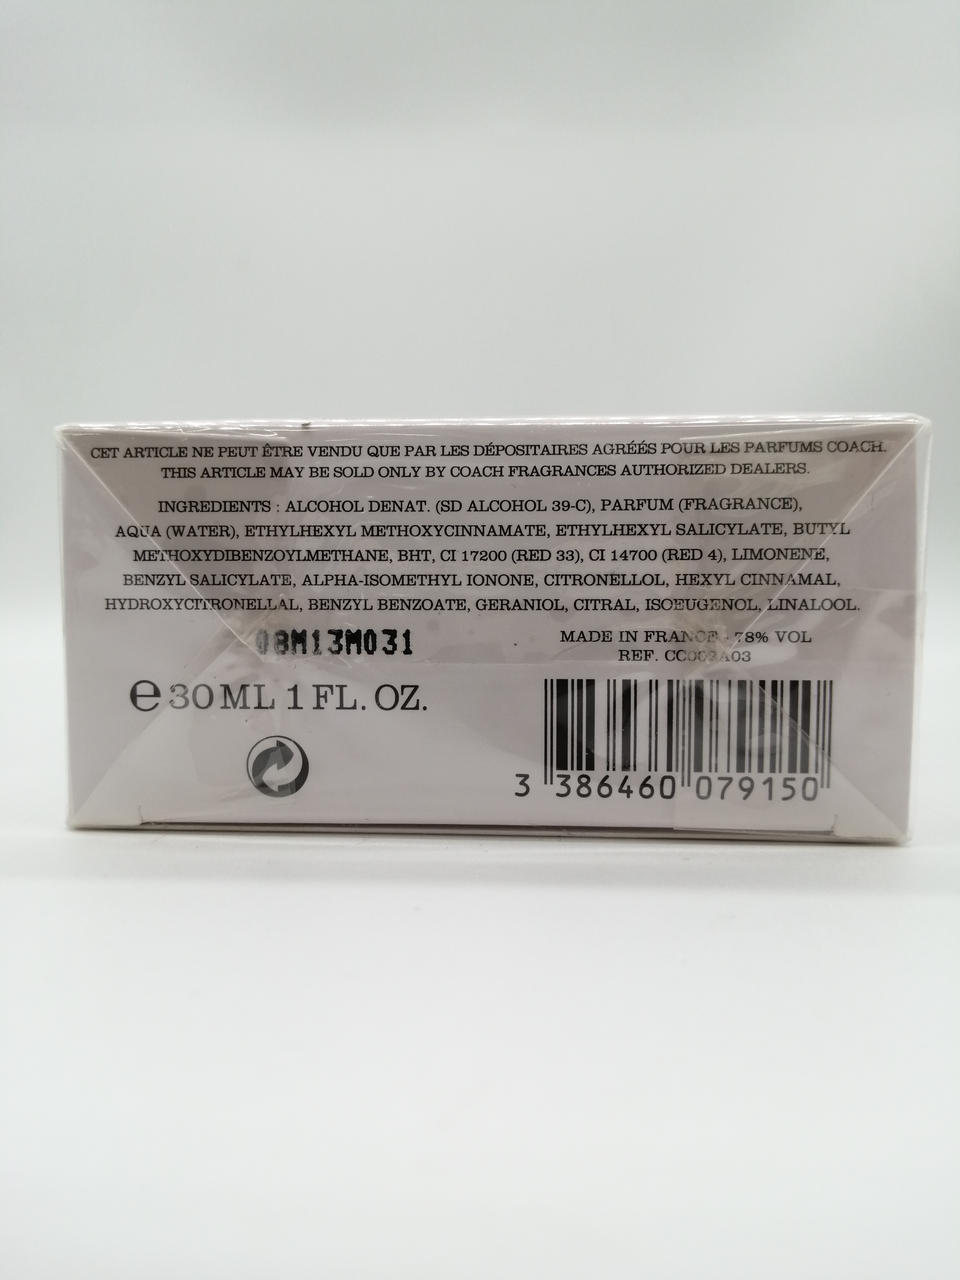 CET ARTICLE NE PEUT ÊTRE VENDU QUE PAR LES DÉPOSITAIRES AGRÉÉS POUR LES PARFUMS COACH.
THIS ARTICLE MAY BE SOLD ONLY BY COACH FRAGRANCES AUTHORIZED DEALERS.
INGREDIENTS : ALCOHOL DENAT. (SD ALCOHOL 39-C), PARFUM (FRAGRANCE),
AQUA (WATER), ETHYLHEXYL METHOXYCINNAMATE, ETHYLHEXYL SALICYLATE, BUTYL
METHOXYDIBENZOYLMETHANE, BHT, CI 17200 (RED 33), CI 14700 (RED 4), LIMONENE,
BENZYL SALICYLATE, ALPHA-ISOMETHYL IONONE, CITRONELLOL, HEXYL CINNAMAL,
HYDROXYCITRONELLAL, BENZYL BENZOATE, GERANIOL, CITRAL, ISOEUGENOL, LINALOOL.
08M13M031
MADE IN FRANCE - 78% VOL
REF.
℮ 30 ML 1 FL. OZ.
3 386460 079150